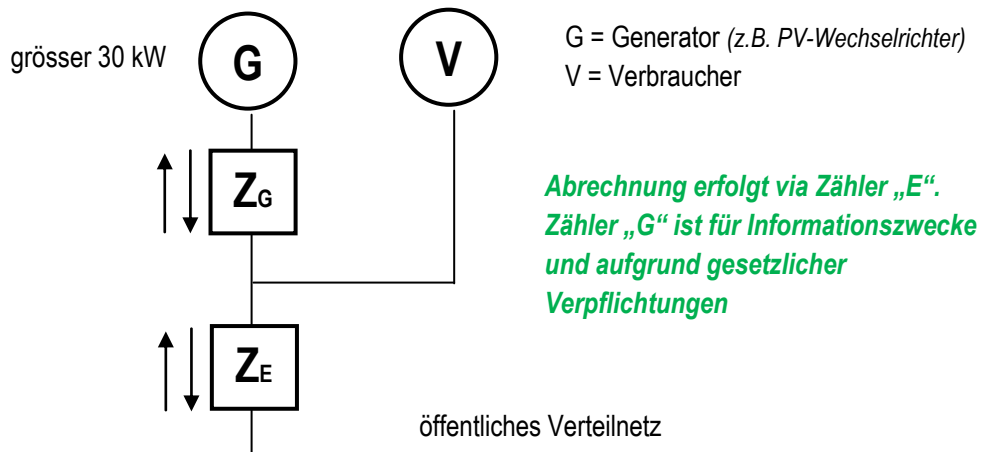 grösser 30 kW
G
V
G = Generator (z.B. PV-Wechselrichter)
V = Verbraucher
ZG
Abrechnung erfolgt via Zähler „E“.
Zähler „G“ ist für Informationszwecke
und aufgrund gesetzlicher
Verpflichtungen
ZE
öffentliches Verteilnetz